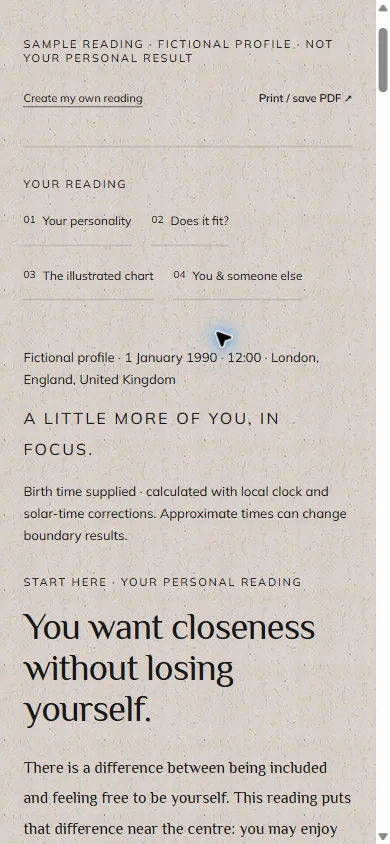 SAMPLE READING · FICTIONAL PROFILE · NOT
YOUR PERSONAL RESULT
Create my own reading
Print / save PDF ↗
YOUR READING
01 Your personality
02 Does it fit?
03 The illustrated chart
04 You & someone else
Fictional profile · 1 January 1990 · 12:00 · London,
England, United Kingdom
A LITTLE MORE OF YOU, IN
FOCUS.
Birth time supplied · calculated with local clock and
solar-time corrections. Approximate times can change
boundary results.
START HERE · YOUR PERSONAL READING
You want closeness
without losing
yourself.
There is a difference between being included
and feeling free to be yourself. This reading puts
that difference near the centre: you may enjoy